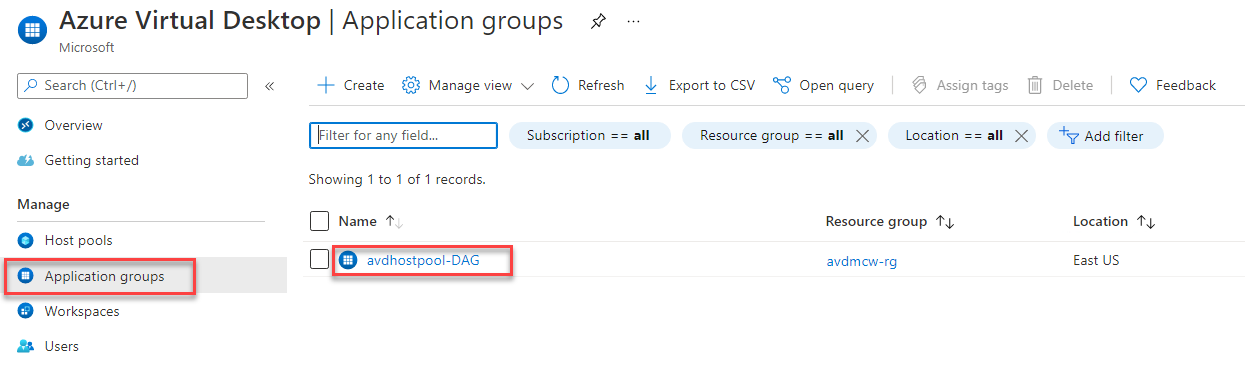 Azure Virtual Desktop | Application groups ...
Microsoft
Search (Ctrl+/) «
Overview
Getting started
Manage
Host pools
Application groups
Workspaces
Users
Create Manage view Refresh Export to CSV Open query Assign tags Delete Feedback
Filter for any field... Subscription == all Resource group == all Location == all Add filter
Showing 1 to 1 of 1 records.
Name Resource group Location
avdhostpool-DAG avdmcw-rg East US